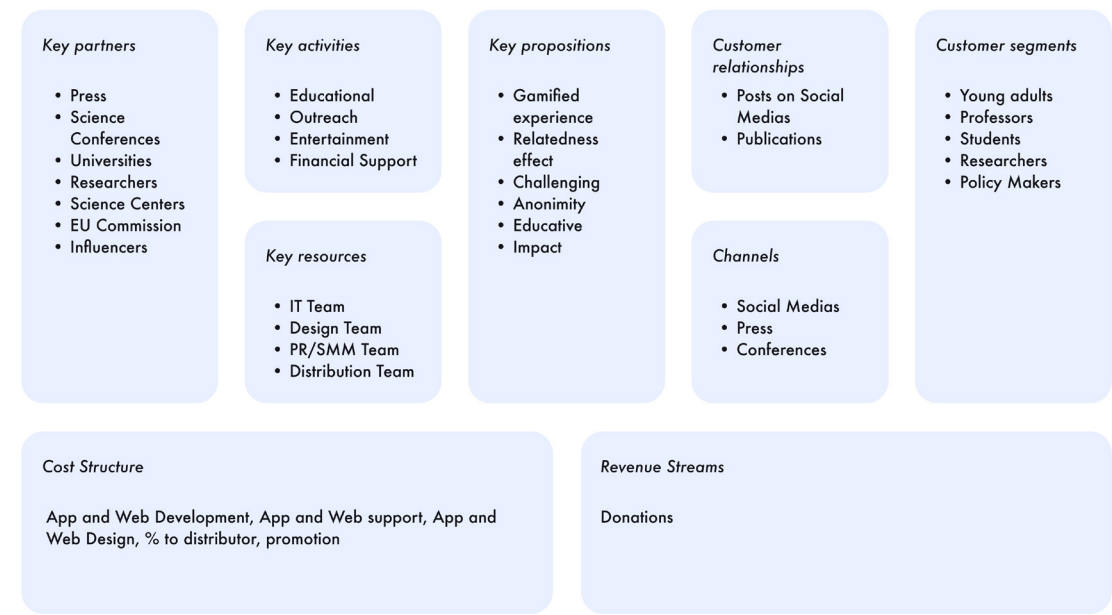 Key partners
• Press
• Science
Conferences
• Universities
• Researchers
• Science Centers
• EU Commission
• Influencers
Key activities
• Educational
• Outreach
• Entertainment
• Financial Support
Key resources
• IT Team
• Design Team
• PR/SMM Team
• Distribution Team
Key propositions
• Gamified
experience
• Relatedness
effect
• Challenging
• Anonimity
• Educative
• Impact
Customer
relationships
• Posts on Social
Medias
• Publications
Channels
• Social Medias
• Press
• Conferences
Customer segments
• Young adults
• Professors
• Students
• Researchers
• Policy Makers
Cost Structure
App and Web Development, App and Web support, App and
Web Design, % to distributor, promotion
Revenue Streams
Donations